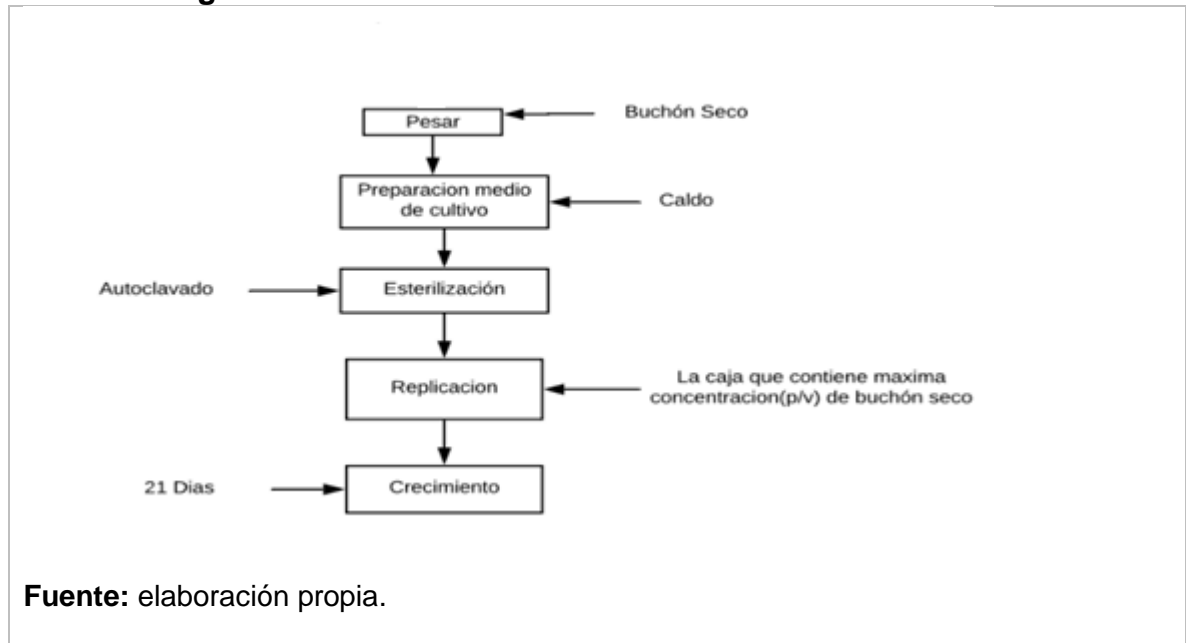 Pesar
Buchón Seco
Preparacion medio
de cultivo
Caldo
Autoclavado
Esterilización
Replicacion
La caja que contiene maxima
concentracion(p/v) de buchón seco
21 Dias
Crecimiento
Fuente: elaboración propia.